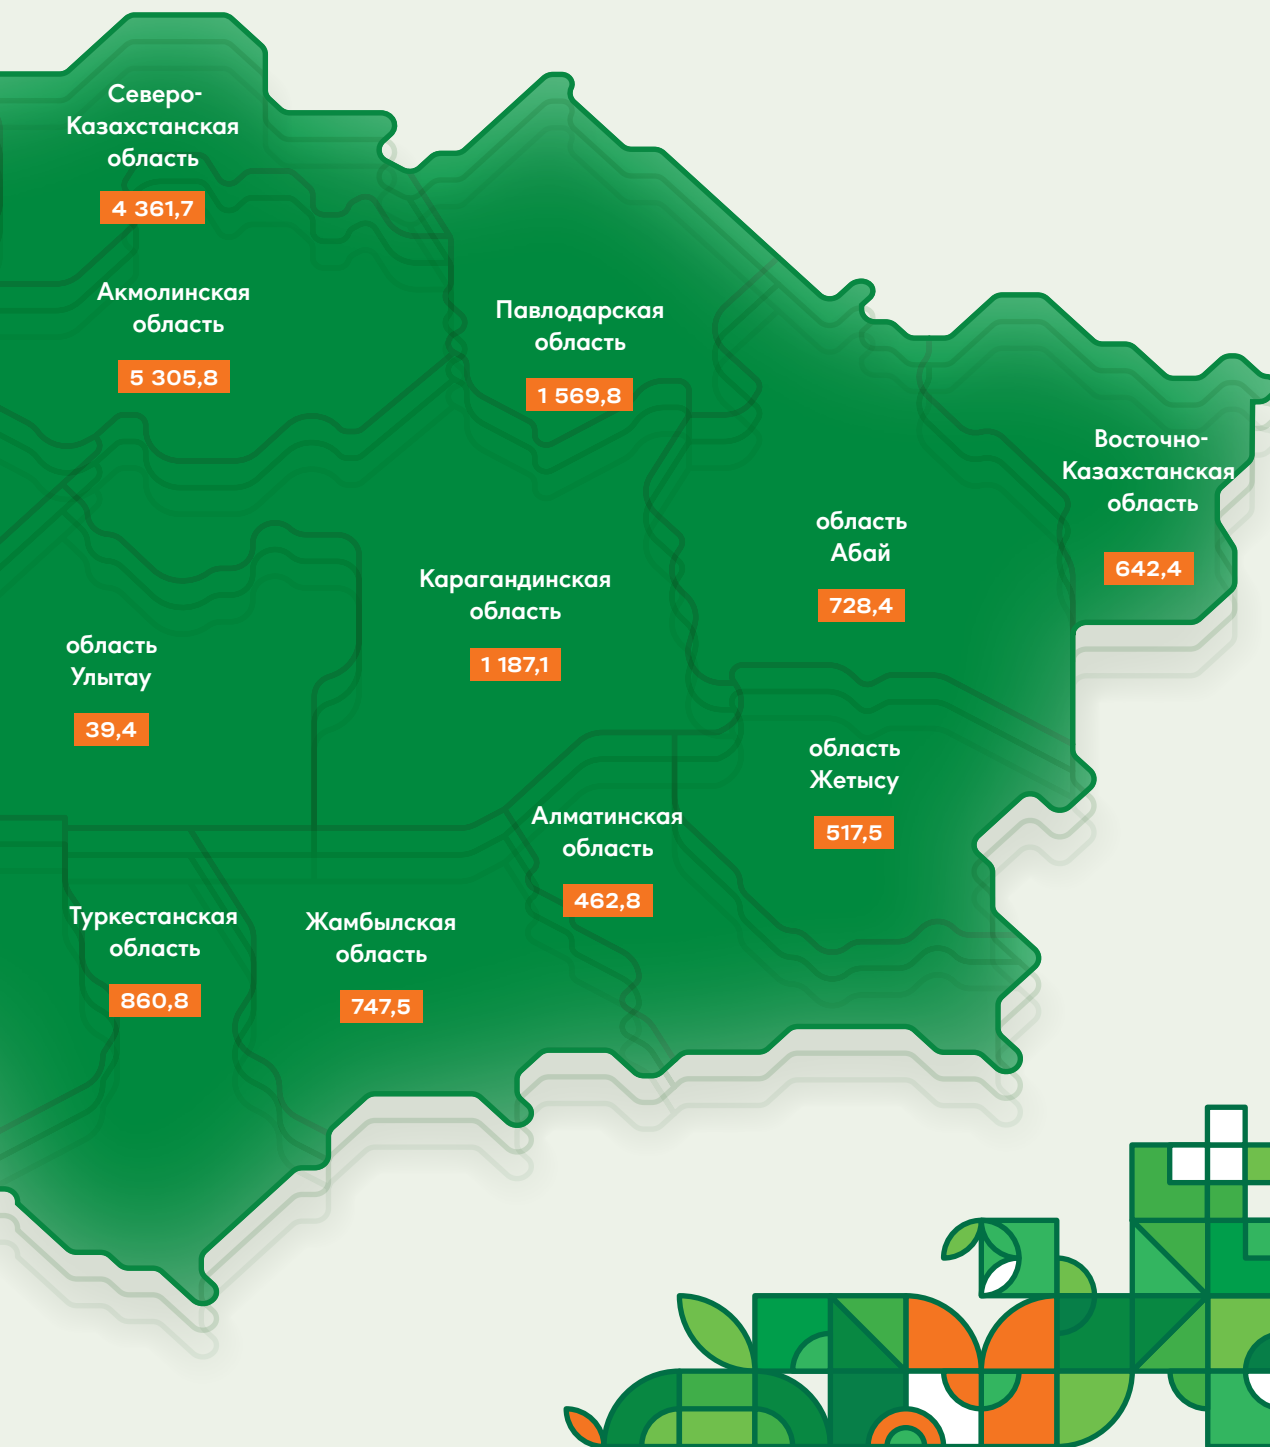 Северо-
Казахстанская
область
4 361,7
Акмолинская
область
5 305,8
Павлодарская
область
1 569,8
Восточно-
Казахстанская
область
642,4
область
Абай
728,4
Карагандинская
область
1 187,1
область
Улытау
39,4
область
Жетысу
517,5
Алматинская
область
462,8
Туркестанская
область
860,8
Жамбылская
область
747,5